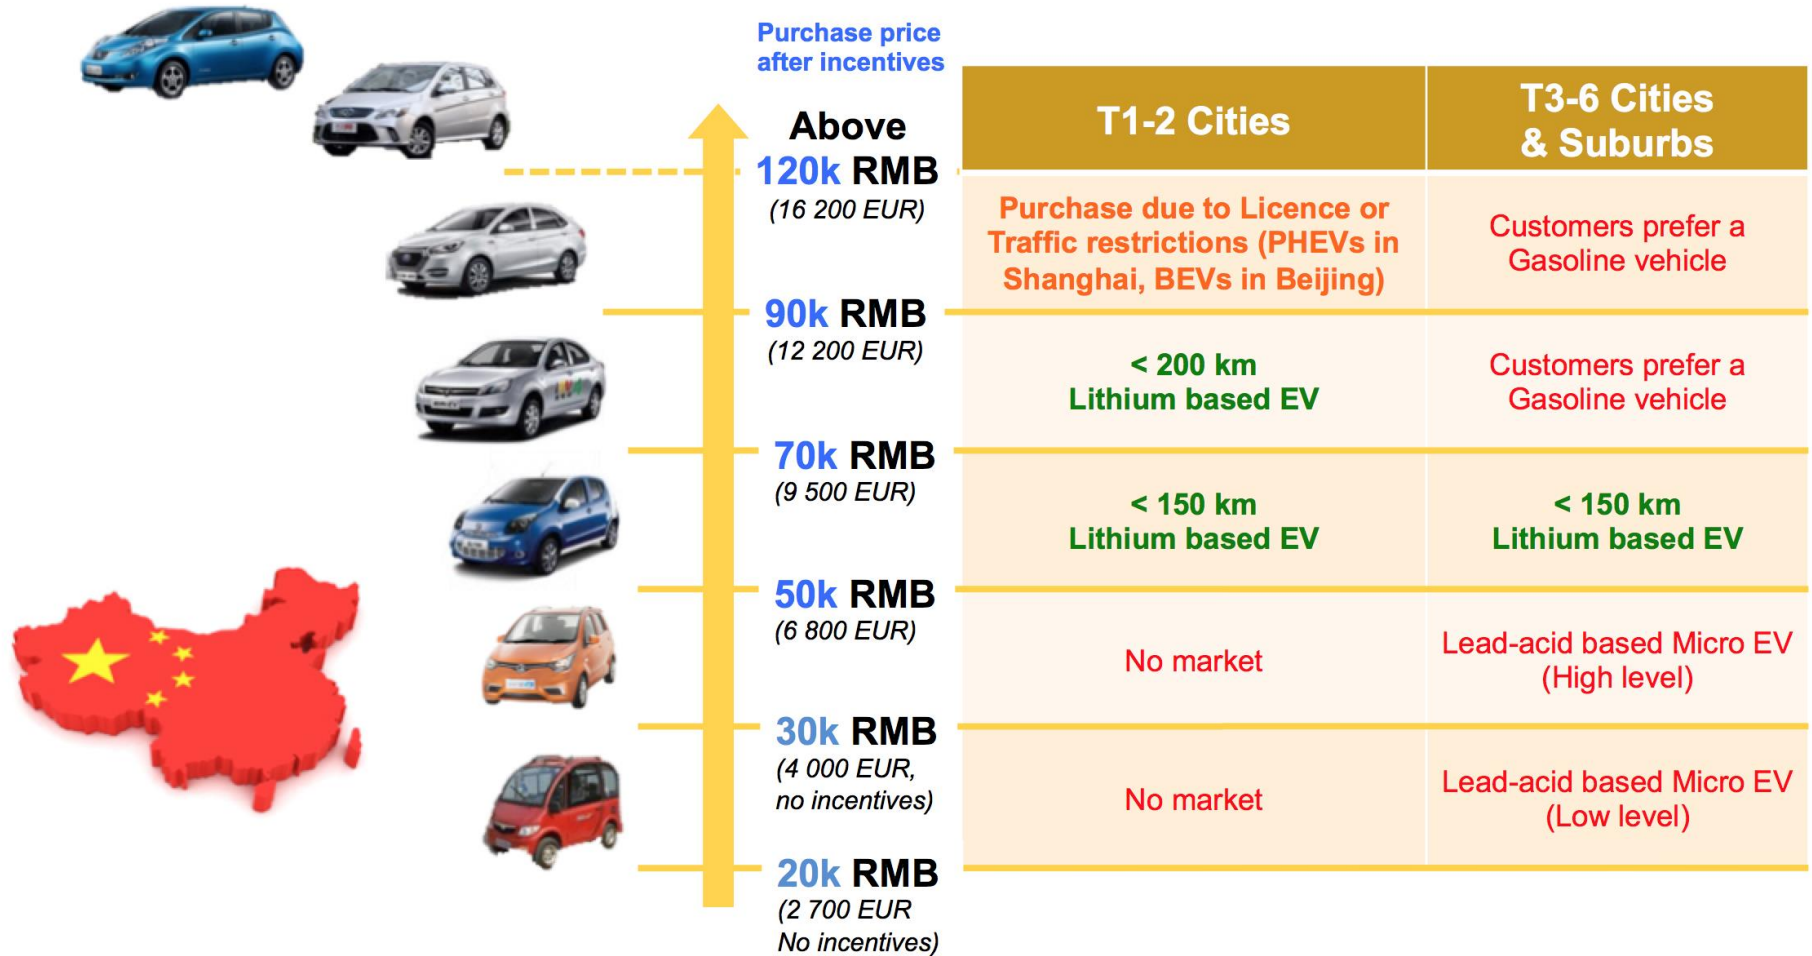 Purchase price
after incentives
Above
120k RMB
(16 200 EUR)
90k RMB
(12 200 EUR)
70k RMB
(9 500 EUR)
50k RMB
(6 800 EUR)
30k RMB
(4 000 EUR,
no incentives)
20k RMB
(2 700 EUR
No incentives)
T1-2 Cities
T3-6 Cities
& Suburbs
Purchase due to Licence or
Traffic restrictions (PHEVs in
Shanghai, BEVs in Beijing)
Customers prefer a
Gasoline vehicle
< 200 km
Lithium based EV
Customers prefer a
Gasoline vehicle
< 150 km
Lithium based EV
< 150 km
Lithium based EV
No market
Lead-acid based Micro EV
(High level)
No market
Lead-acid based Micro EV
(Low level)